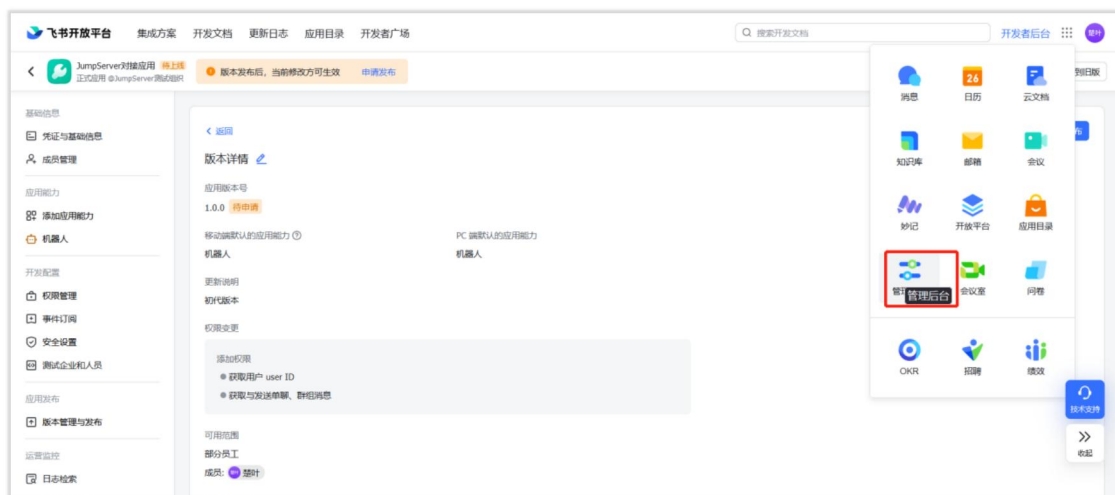 飞书开放平台 集成方案 开发文档 更新日志 应用目录 开发者广场 搜索开发文档 开发者后台 楚叶
JumpServer对接应用 待上线
正式应用 @JumpServer测试组织
版本发布后，当前修改方可生效 申请发布
到旧版
基础信息
凭证与基础信息
成员管理
应用能力
添加应用能力
机器人
开发配置
权限管理
事件订阅
安全设置
测试企业和人员
应用发布
版本管理与发布
运营监控
日志检索
返回
版本详情
应用版本号
1.0.0 待申请
移动端默认的应用能力 PC 端默认的应用能力
机器人 机器人
更新说明
初代版本
权限变更
添加权限
获取用户 user ID
获取与发送单聊、群组消息
可用范围
部分员工
成员: 楚叶 楚叶
26
消息 日历 云文档
知识库 邮箱 会议
妙记 开放平台 应用目录
管 管理后台 会议室 问卷
OKR 招聘 绩效
布
技术支持
收起